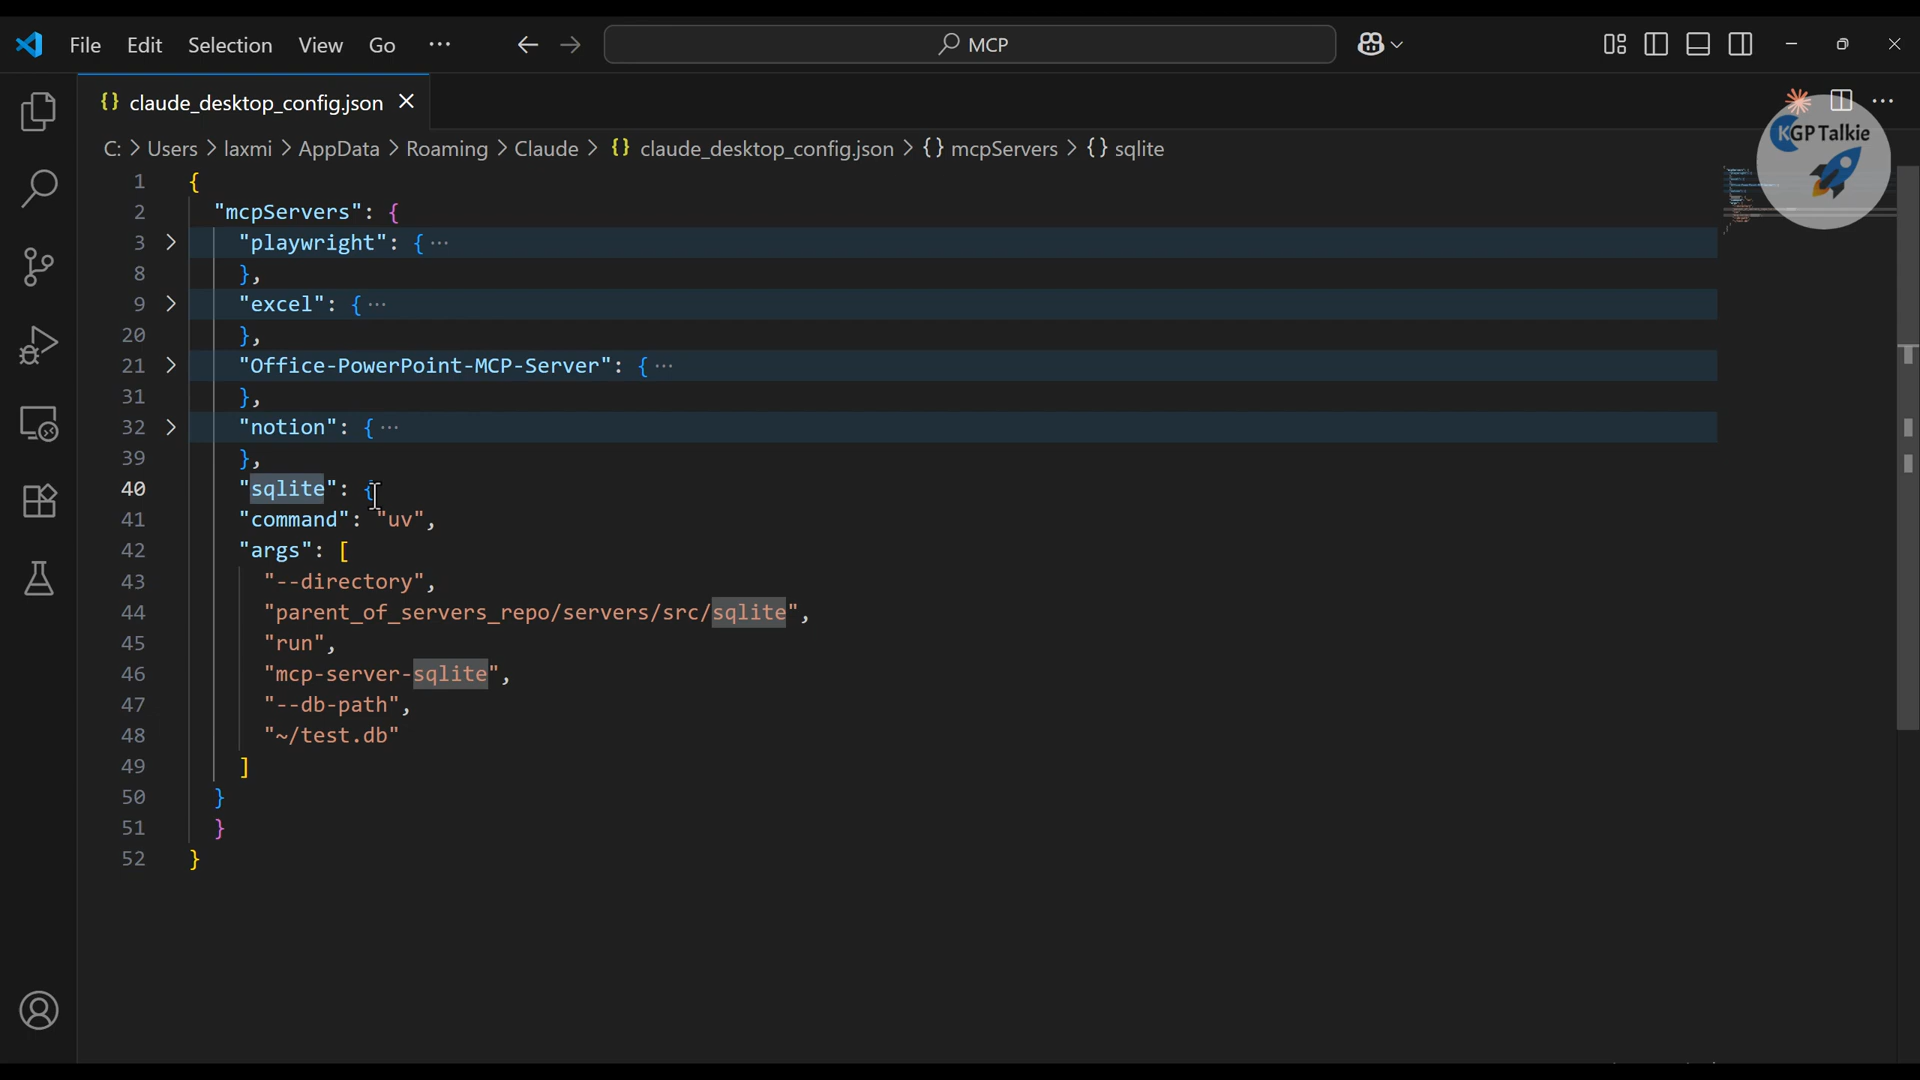 File Edit Selection View Go ··· MCP
claude_desktop_config.json
KGP Talkie
C: > Users > laxmi > AppData > Roaming > Claude > {} claude_desktop_config.json > {} mcpServers > {} sqlite
1 {
2 "mcpServers": {
3 "playwright": { ···
8 },
9 "excel": { ···
20 },
21 "Office-PowerPoint-MCP-Server": { ···
31 },
32 "notion": { ···
39 },
40 "sqlite": {
41 "command": "uv",
42 "args": [
43 "--directory",
44 "parent_of_servers_repo/servers/src/sqlite",
45 "run",
46 "mcp-server-sqlite",
47 "--db-path",
48 "~/test.db"
49 ]
50 }
51 }
52 }